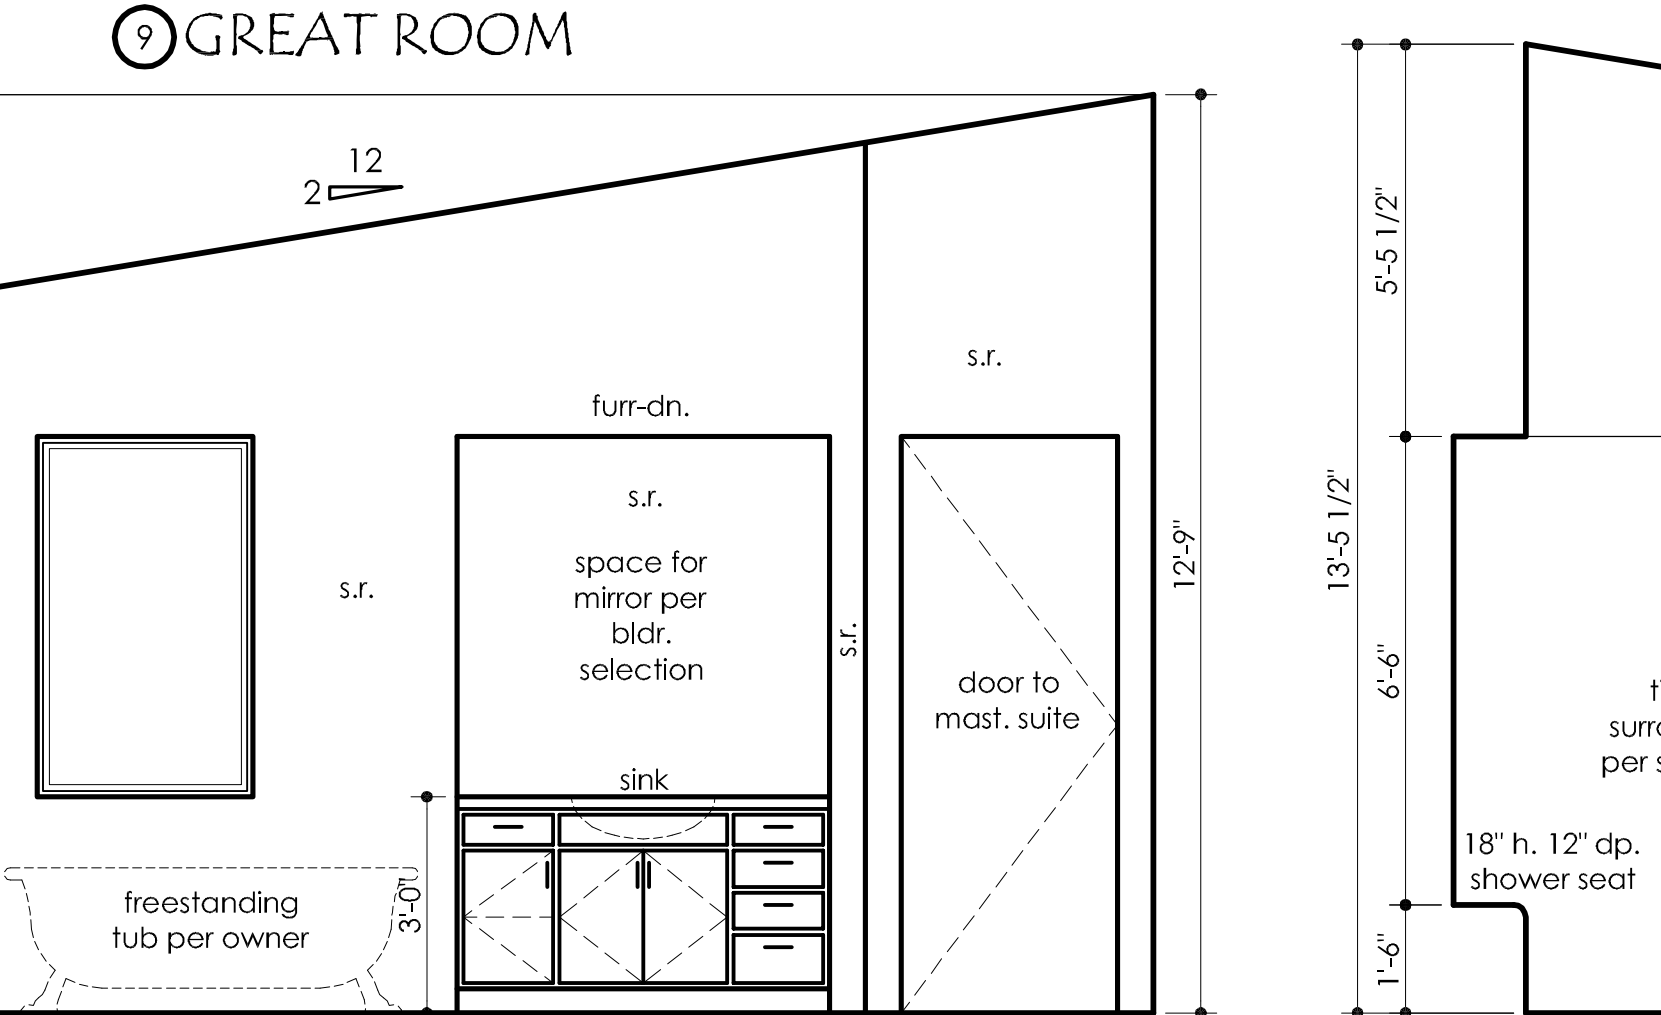 9 GREAT ROOM
12
2
s.r.
furr-dn.
s.r.
space for
mirror per
bldr.
selection
s.r.
s.r.
door to
mast. suite
sink
freestanding
tub per owner
3'-0"
12'-9"
5'-5 1/2"
13'-5 1/2"
6'-6"
surr
per s
18" h. 12" dp.
shower seat
1'-6"